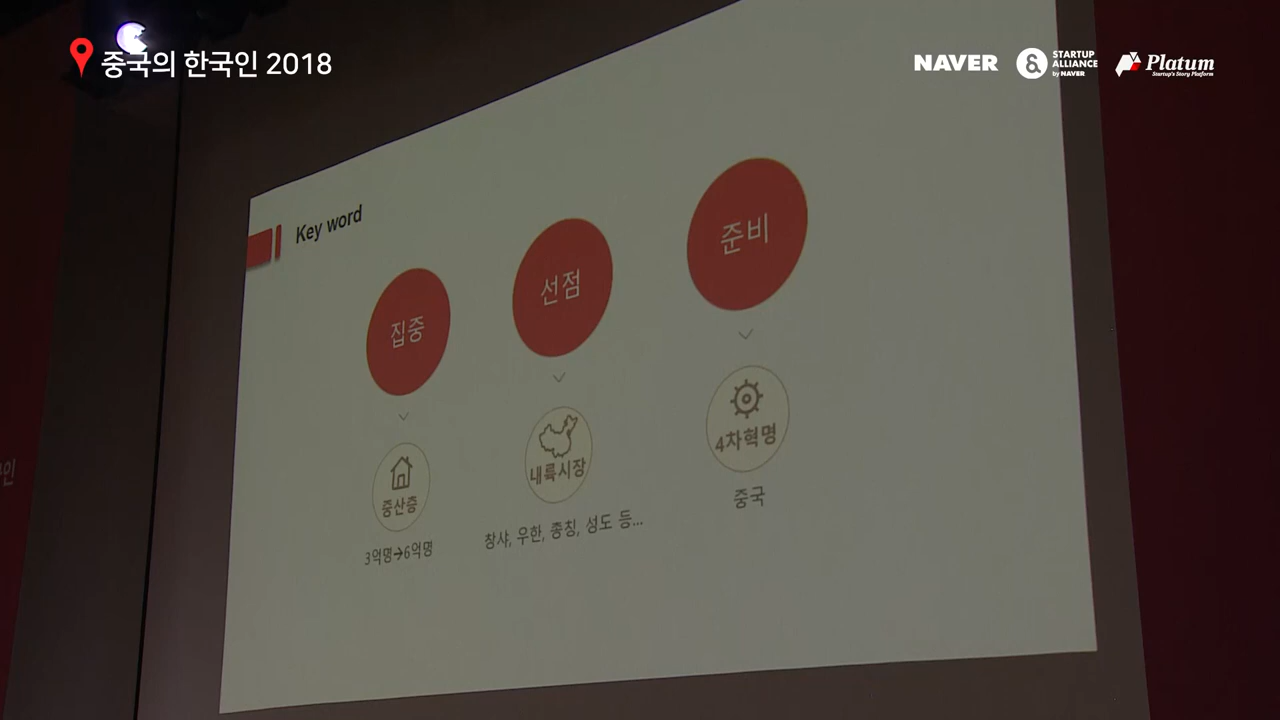 중국의 한국인 2018
NAVER
& STARTUP ALLIANCE by NAVER
Platum
Startup's Story Platform
Key word
집중
선점
준비
중산층
내륙시장
4차혁명
3억명→6억명
창샤, 우한, 충칭, 성도 등...
중국
인